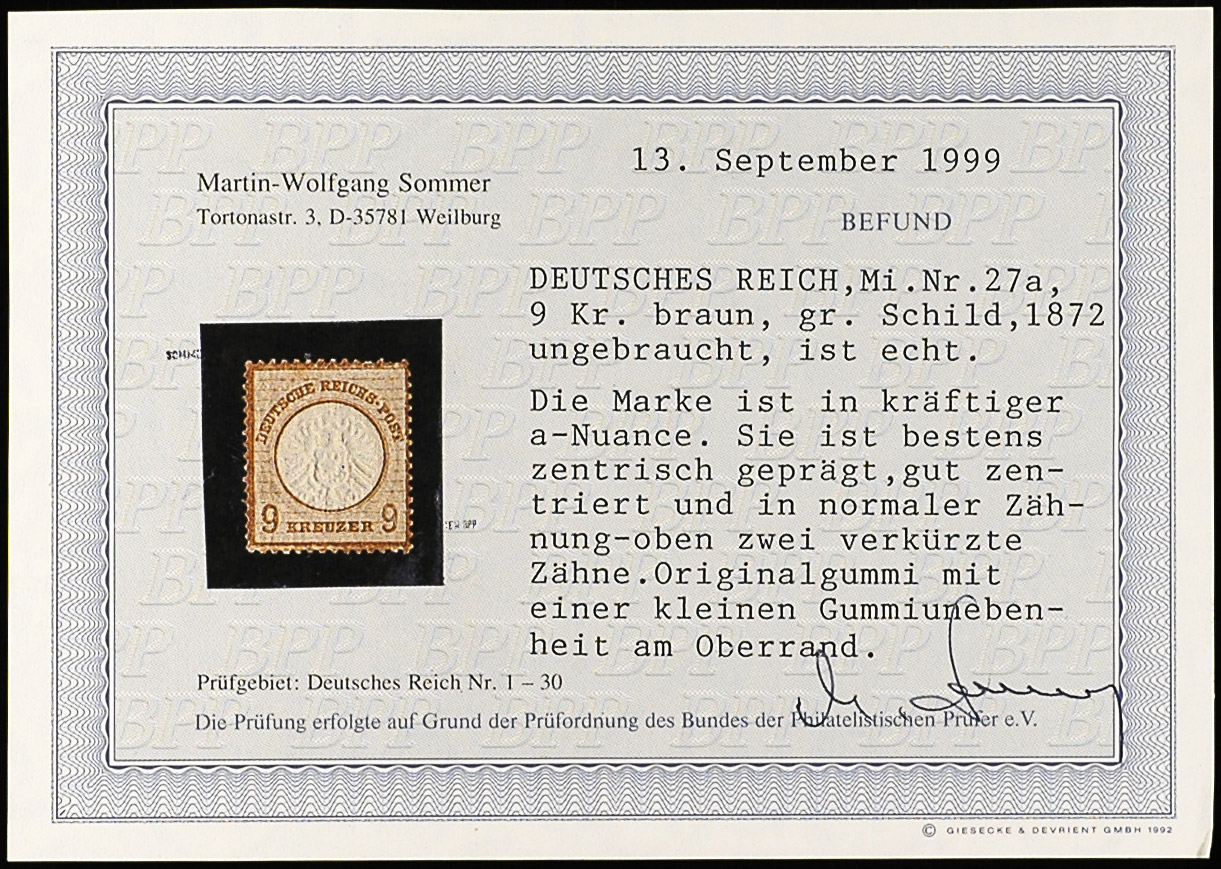 13. September 1999
Martin-Wolfgang Sommer
Tortonastr. 3, D-35781 Weilburg
BEFUND
DEUTSCHES REICH,Mi.Nr.27a,
9 Kr. braun, gr. Schild,1872
ungebraucht, ist echt.
Die Marke ist in kräftiger
a-Nuance. Sie ist bestens
zentrisch geprägt,gut zen-
triert und in normaler Zäh-
nung-oben zwei verkürzte
Zähne.Originalgummi mit
einer kleinen Gummiuneben-
heit am Oberrand.
DEUTSCHE REICHS-POST
9 KREUZER 9
Prüfgebiet: Deutsches Reich Nr. 1 – 30
Die Prüfung erfolgte auf Grund der Prüfordnung des Bundes der Philatelistischen Prüfer e.V.
© GIESECKE & DEVRIENT GMBH 1992
BPP